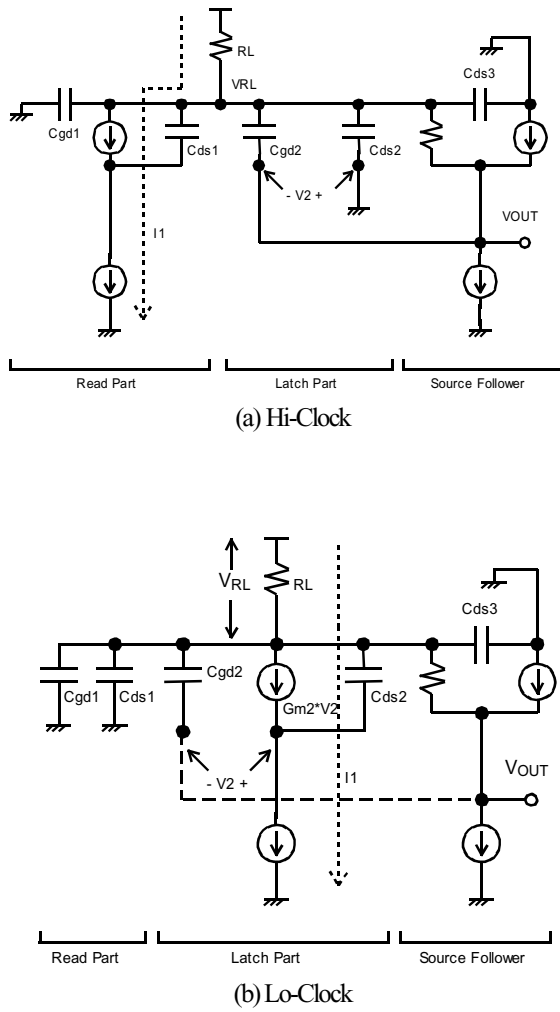 RL
VRL
Cds3
Cgd1
Cds1
Cgd2
Cds2
- V2 +
I1
VOUT
Read Part
Latch Part
Source Follower
(a) Hi-Clock
VRL
RL
Cds3
Cgd1
Cds1
Cgd2
Gm2*V2
Cds2
- V2 +
I1
VOUT
Read Part
Latch Part
Source Follower
(b) Lo-Clock